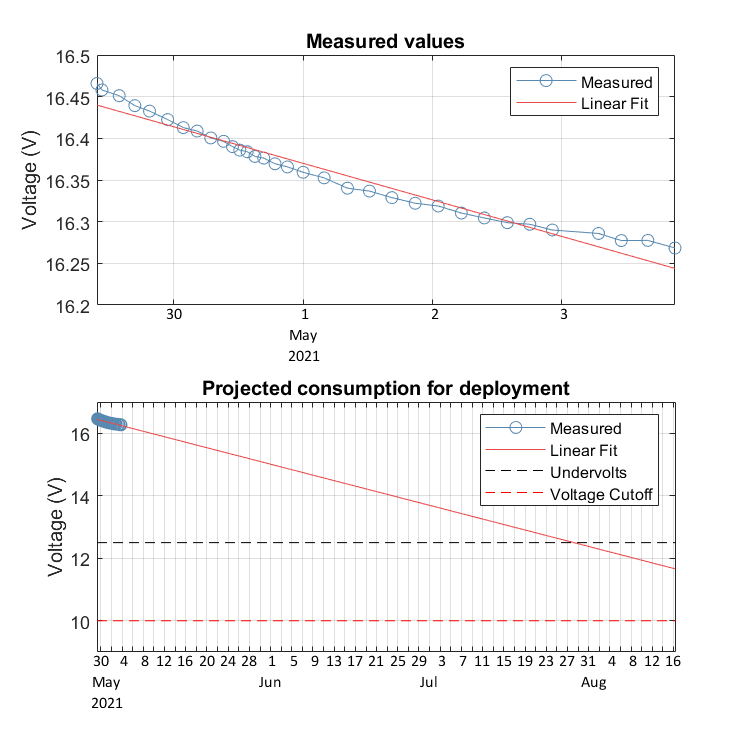 Measured values
Voltage (V)
16.5
16.45
16.4
16.35
16.3
16.25
16.2
Measured
Linear Fit
30 1 2 3
May
2021
Projected consumption for deployment
Voltage (V)
16
14
12
10
Measured
Linear Fit
Undervolts
Voltage Cutoff
30 4 8 12 16 20 24 28 1 5 9 13 17 21 25 29 3 7 11 15 19 23 27 31 4 8 12 16
May Jun Jul Aug
2021